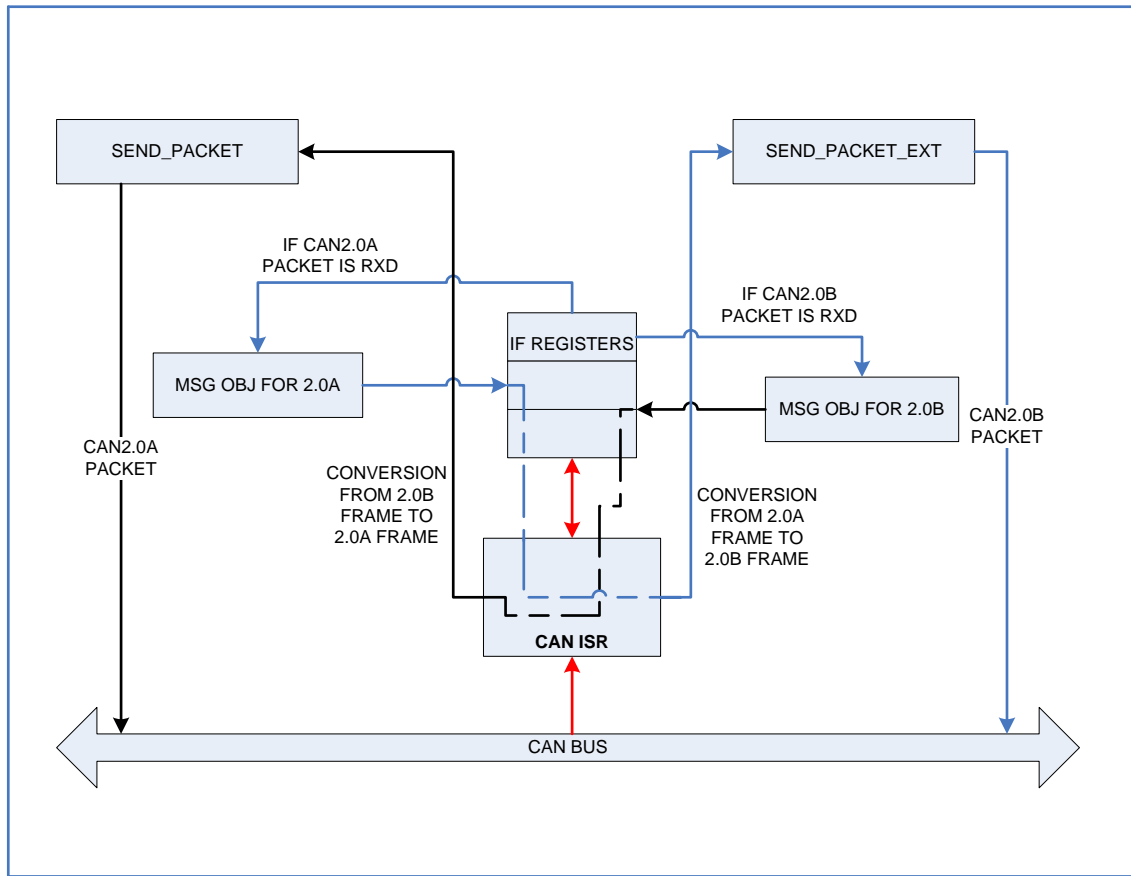 SEND_PACKET
SEND_PACKET_EXT
IF CAN2.0A
PACKET IS RXD
IF CAN2.0B
PACKET IS RXD
IF REGISTERS
MSG OBJ FOR 2.0A
MSG OBJ FOR 2.0B
CAN2.0A
PACKET
CAN2.0B
PACKET
CONVERSION
FROM 2.0B
FRAME TO
2.0A FRAME
CONVERSION
FROM 2.0A
FRAME TO
2.0B FRAME
CAN ISR
CAN BUS